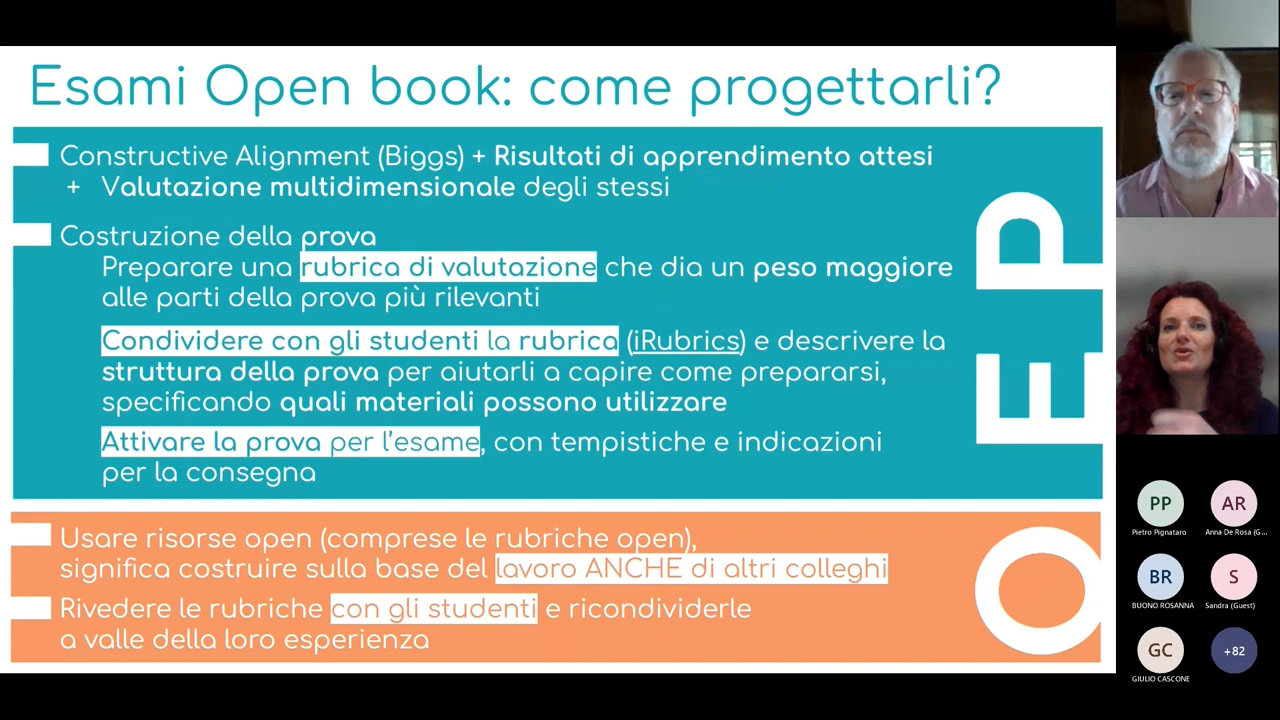 Esami Open book: come progettarli?
Constructive Alignment (Biggs) + Risultati di apprendimento attesi
+ Valutazione multidimensionale degli stessi
Costruzione della prova
Preparare una rubrica di valutazione che dia un peso maggiore
alle parti della prova più rilevanti
Condividere con gli studenti la rubrica (iRubrics) e descrivere la
struttura della prova per aiutarli a capire come prepararsi,
specificando quali materiali possono utilizzare
Attivare la prova per l'esame, con tempistiche e indicazioni
per la consegna
Usare risorse open (comprese le rubriche open),
significa costruire sulla base del lavoro ANCHE di altri colleghi
Rivedere le rubriche con gli studenti e ricondividerle
a valle della loro esperienza
OEP
PP
Pietro Pignataro
AR
Anna De Rosa (G...
BR
BUONO ROSANNA
S
Sandra (Guest)
GC
GIULIO CASCONE
+82